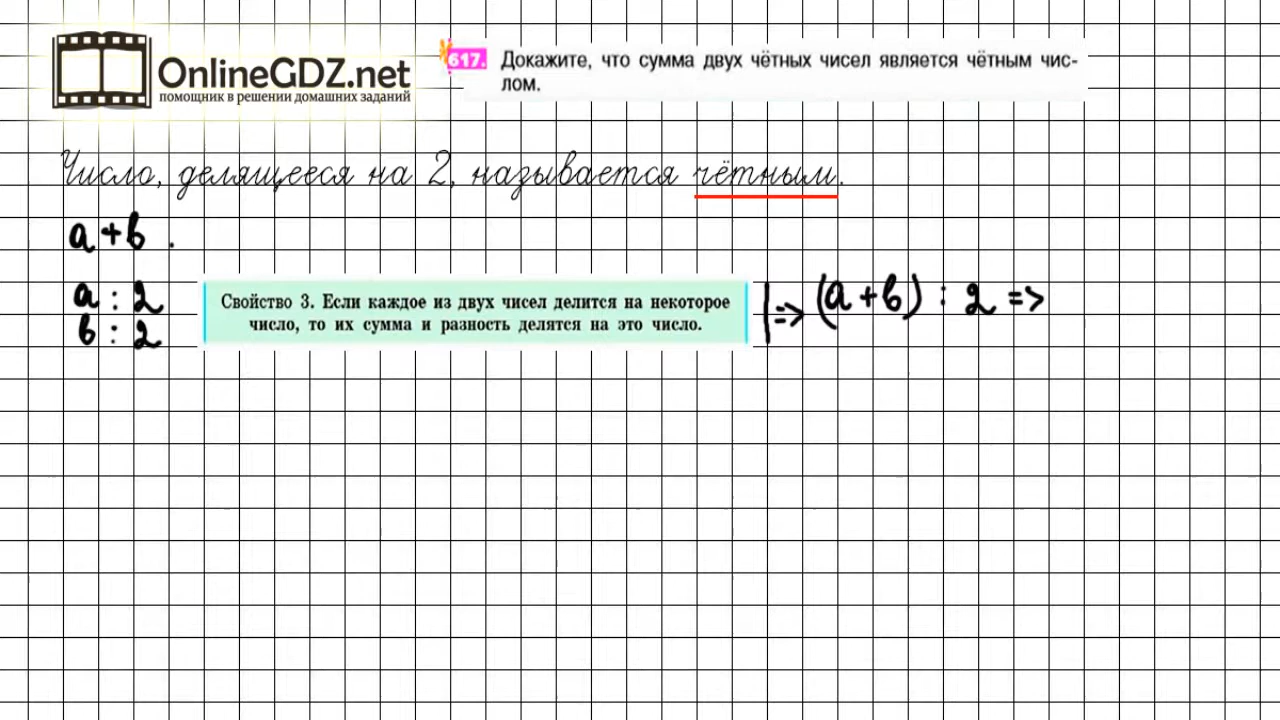 OnlineGDZ.net
помощник в решении домашних заданий
617. Докажите, что сумма двух чётных чисел является чётным чис-
лом.
Число, делящееся на 2, называется чётным.
а + в .
а : 2
в : 2
Свойство 3. Если каждое из двух чисел делится на некоторое
число, то их сумма и разность делятся на это число.
|=> (а + в) : 2 =>